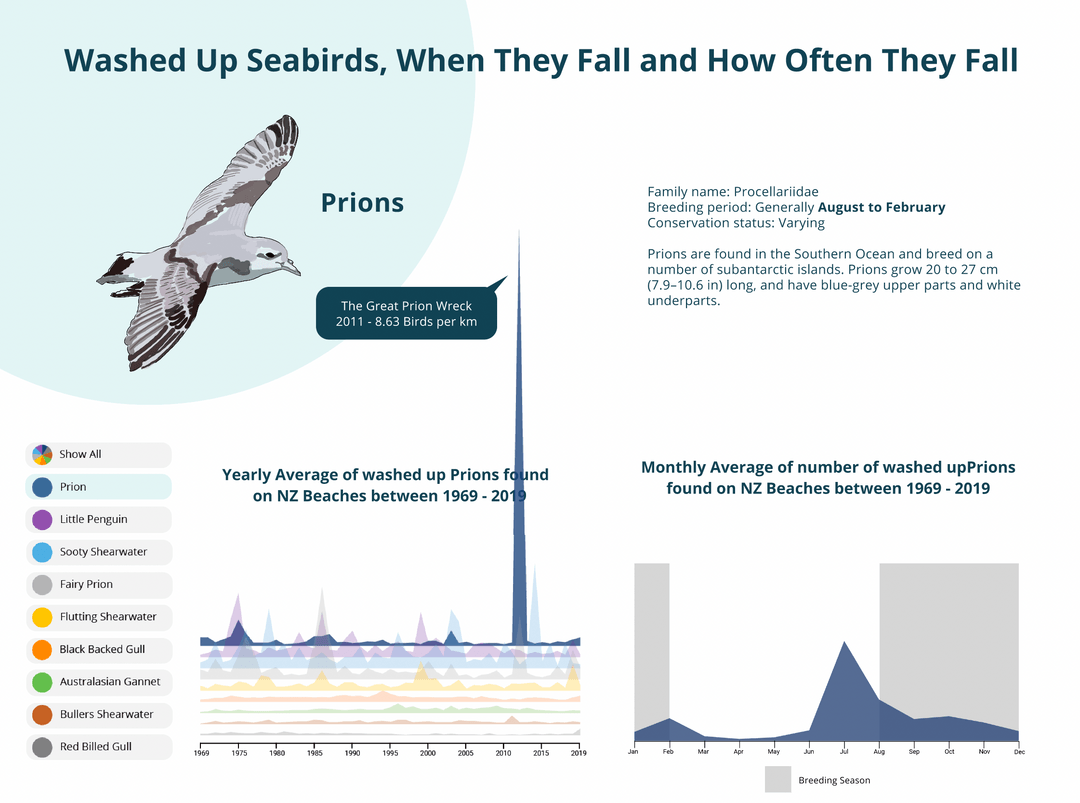 Washed Up Seabirds, When They Fall and How Often They Fall
Prions
Family name: Procellariidae
Breeding period: Generally August to February
Conservation status: Varying
Prions are found in the Southern Ocean and breed on a
number of subantarctic islands. Prions grow 20 to 27 cm
(7.9–10.6 in) long, and have blue-grey upper parts and white
underparts.
The Great Prion Wreck
2011 - 8.63 Birds per km
Show All
Prion
Little Penguin
Sooty Shearwater
Fairy Prion
Flutting Shearwater
Black Backed Gull
Australasian Gannet
Bullers Shearwater
Red Billed Gull
Yearly Average of washed up Prions found
on NZ Beaches between 1969 - 2019
1969 1975 1980 1985 1990 1995 2000 2005 2010 2015 2019
Monthly Average of number of washed upPrions
found on NZ Beaches between 1969 - 2019
Jan Feb Mar Apr May Jun Jul Aug Sep Oct Nov Dec
Breeding Season